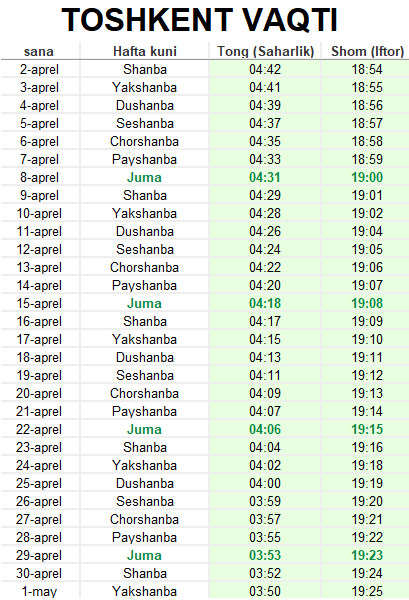 TOSHKENT VAQTI
sana Hafta kuni Tong (Saharlik) Shom (Iftor)
2-aprel Shanba 04:42 18:54
3-aprel Yakshanba 04:41 18:55
4-aprel Dushanba 04:39 18:56
5-aprel Seshanba 04:37 18:57
6-aprel Chorshanba 04:35 18:58
7-aprel Payshanba 04:33 18:59
8-aprel Juma 04:31 19:00
9-aprel Shanba 04:29 19:01
10-aprel Yakshanba 04:28 19:02
11-aprel Dushanba 04:26 19:04
12-aprel Seshanba 04:24 19:05
13-aprel Chorshanba 04:22 19:06
14-aprel Payshanba 04:20 19:07
15-aprel Juma 04:18 19:08
16-aprel Shanba 04:17 19:09
17-aprel Yakshanba 04:15 19:10
18-aprel Dushanba 04:13 19:11
19-aprel Seshanba 04:11 19:12
20-aprel Chorshanba 04:09 19:13
21-aprel Payshanba 04:07 19:14
22-aprel Juma 04:06 19:15
23-aprel Shanba 04:04 19:16
24-aprel Yakshanba 04:02 19:18
25-aprel Dushanba 04:00 19:19
26-aprel Seshanba 03:59 19:20
27-aprel Chorshanba 03:57 19:21
28-aprel Payshanba 03:55 19:22
29-aprel Juma 03:53 19:23
30-aprel Shanba 03:52 19:24
1-may Yakshanba 03:50 19:25